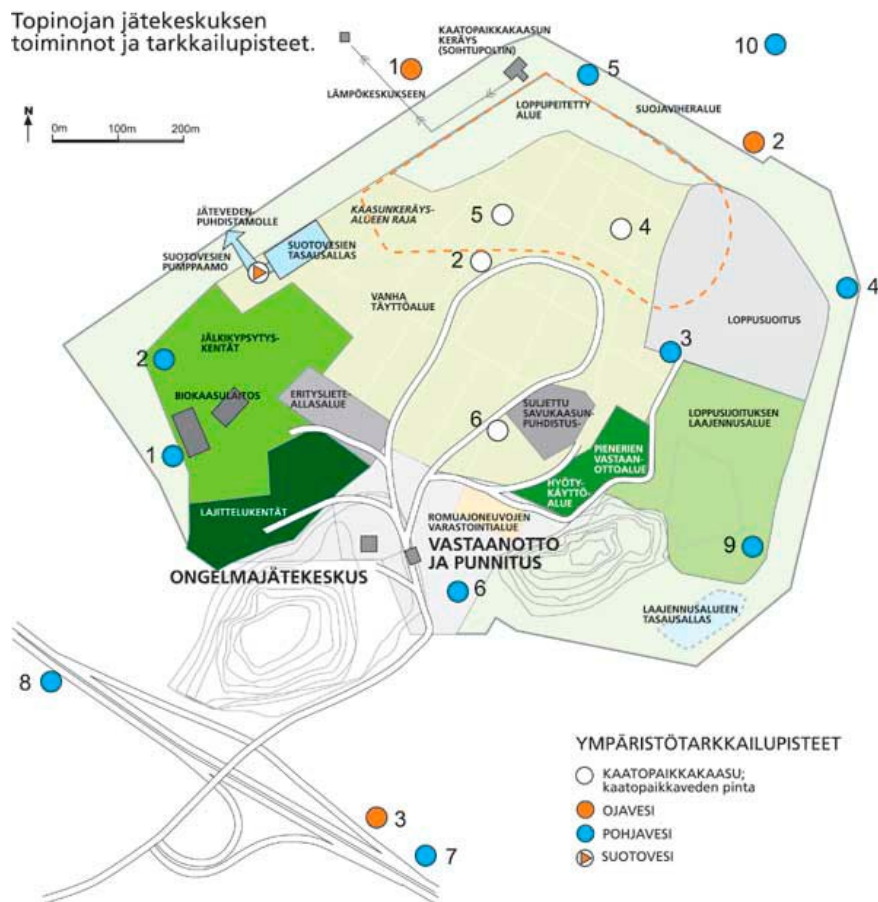 Topinojan jätekeskuksen
toiminnot ja tarkkailupisteet.
N
0m
100m
200m
KAATOPAIKKAKAASUN
KERÄYS
(SOIHTUPOLTIN)
1
5
10
LÄMPÖKESKUKSEEN
LOPPUPEITETTY
ALUE
SUOJAVIHERALUE
2
JÄTEVEDEN-
PUHDISTAMOLLE
KAASUNKERÄYS-
ALUEEN RAJA
5
4
SUOTOVESIEN
TASAUSALLAS
SUOTOVESIEN
PUMPPAAMO
2
VANHA
TÄYTTÖALUE
4
LOPPUSIJOITUS
JÄLKIKYPSYTYS-
KENTÄT
2
3
BIOKAASULAITOS
ERITYSLIETE-
ALLASALUE
SULJETTU
SAVUKAASUN-
PUHDISTUS-
LOPPUSIJOITUKSEN
LAAJENNUSALUE
6
1
PIENERIEN
VASTAAN-
OTTOALUE
HYÖTY-
KÄYTTÖ-
ALUE
LAJITTELUKENTÄT
ROMUAJONEUVOJEN
VARASTOINTIALUE
VASTAANOTTO
JA PUNNITUS
9
ONGELMAJÄTEKESKUS
6
LAAJENNUSALUEEN
TASAUSALLAS
8
3
7
YMPÄRISTÖTARKKAILUPISTEET
KAATOPAIKKAKAASU;
kaatopaikkaveden pinta
OJAVESI
POHJAVESI
SUOTOVESI